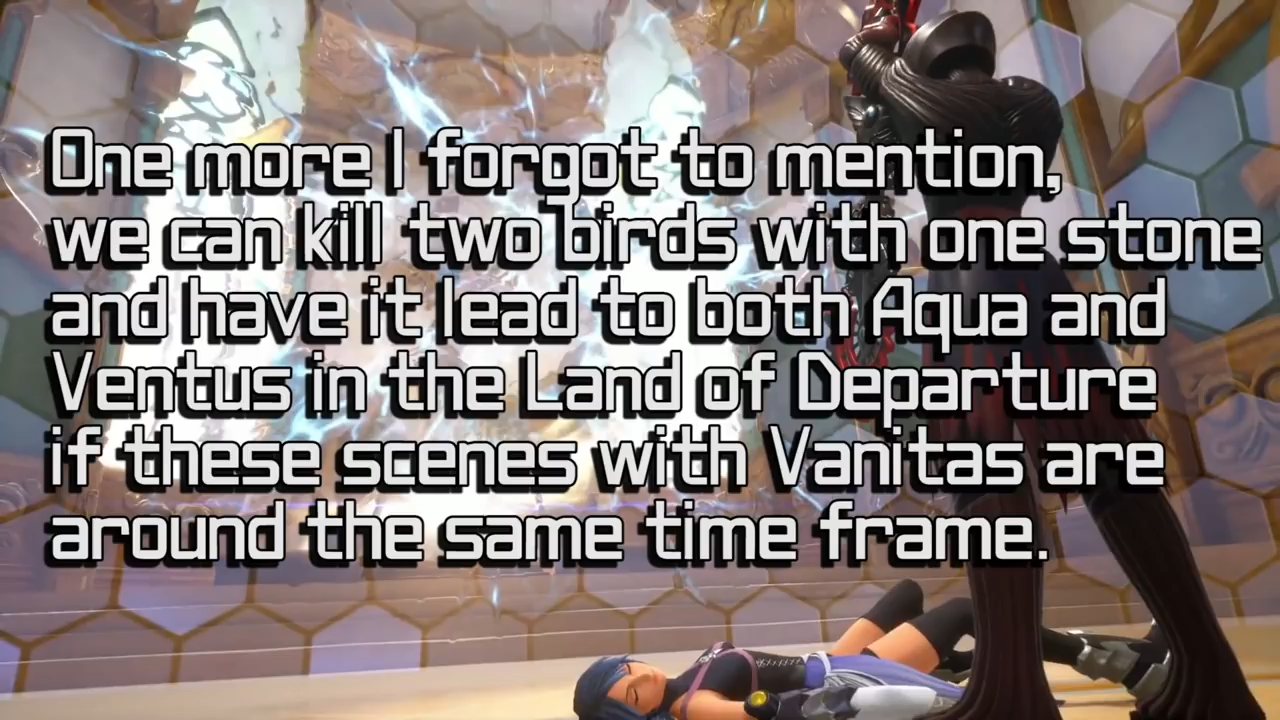 One more I forgot to mention,
we can kill two birds with one stone
and have it lead to both Aqua and
Ventus in the Land of Departure
if these scenes with Vanitas are
around the same time frame.